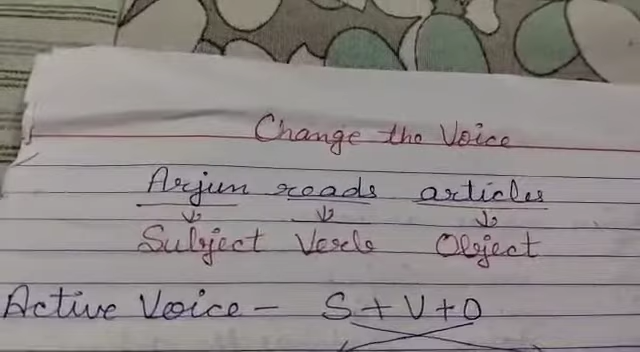 Change the Voice
Arjun reads articles
Subject Verb Object
Active Voice - S + V + O